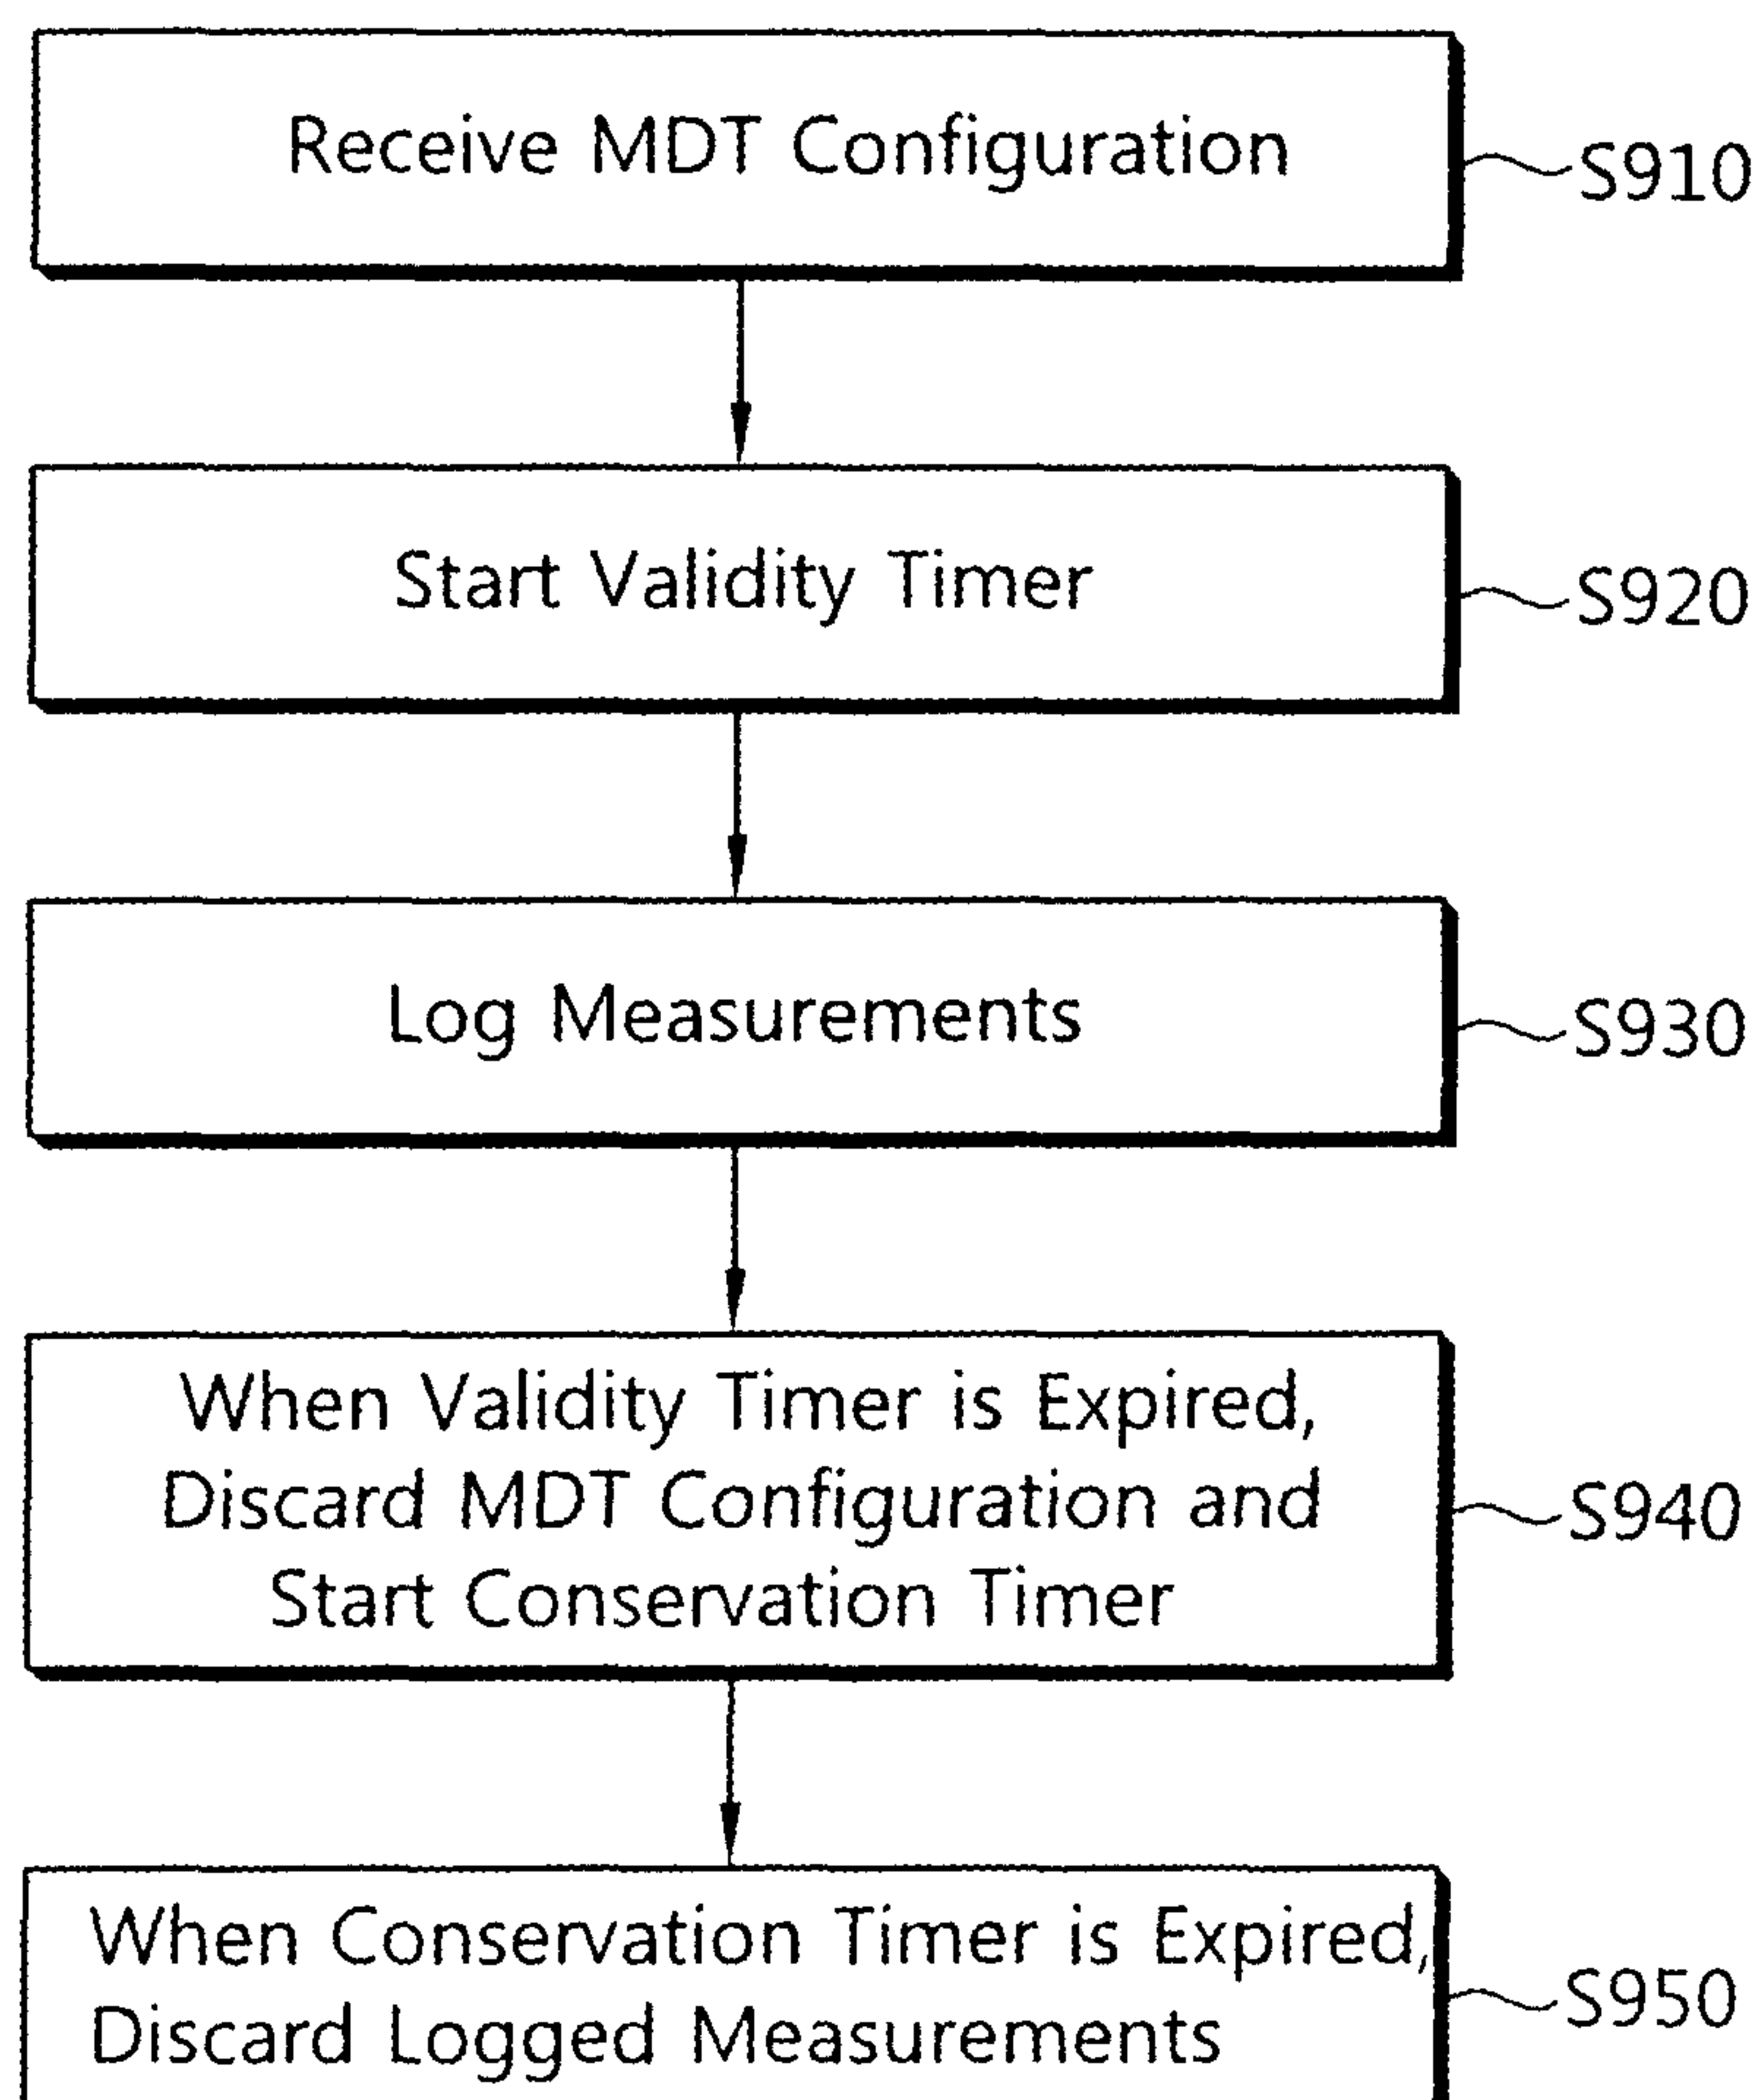 Receive MDT Configuration
S910
Start Validity Timer
S920
Log Measurements
S930
When Validity Timer is Expired,
Discard MDT Configuration and
Start Conservation Timer
S940
When Conservation Timer is Expired,
Discard Logged Measurements
S950